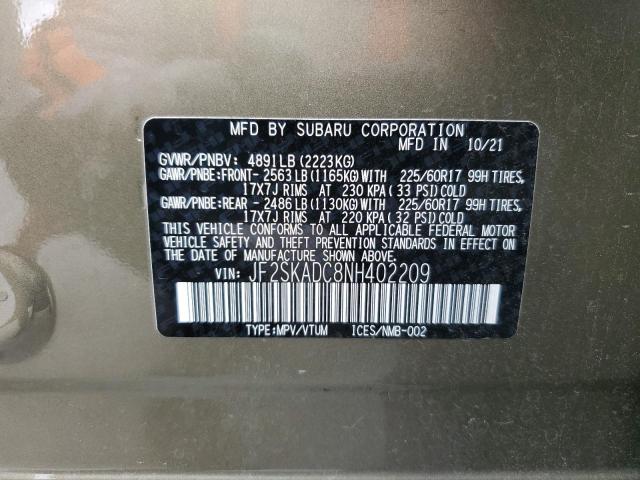 MFD BY SUBARU CORPORATION
MFD IN 10/21
GVWR/PNBV: 4891LB (2223KG)
GAWR/PNBE:FRONT- 2563LB (1165KG) WITH 225/60R17 99H TIRES,
17X7J RIMS AT 230 KPA (33 PSI) COLD
GAWR/PNBE:REAR - 2486LB (1130KG) WITH 225/60R17 99H TIRES,
17X7J RIMS AT 220 KPA (32 PSI) COLD
THIS VEHICLE CONFORMS TO ALL APPLICABLE FEDERAL MOTOR
VEHICLE SAFETY AND THEFT PREVENTION STANDARDS IN EFFECT ON
THE DATE OF MANUFACTURE SHOWN ABOVE.
VIN: JF2SKADC8NH402209
TYPE:MPV/VTUM ICES/NMB-002